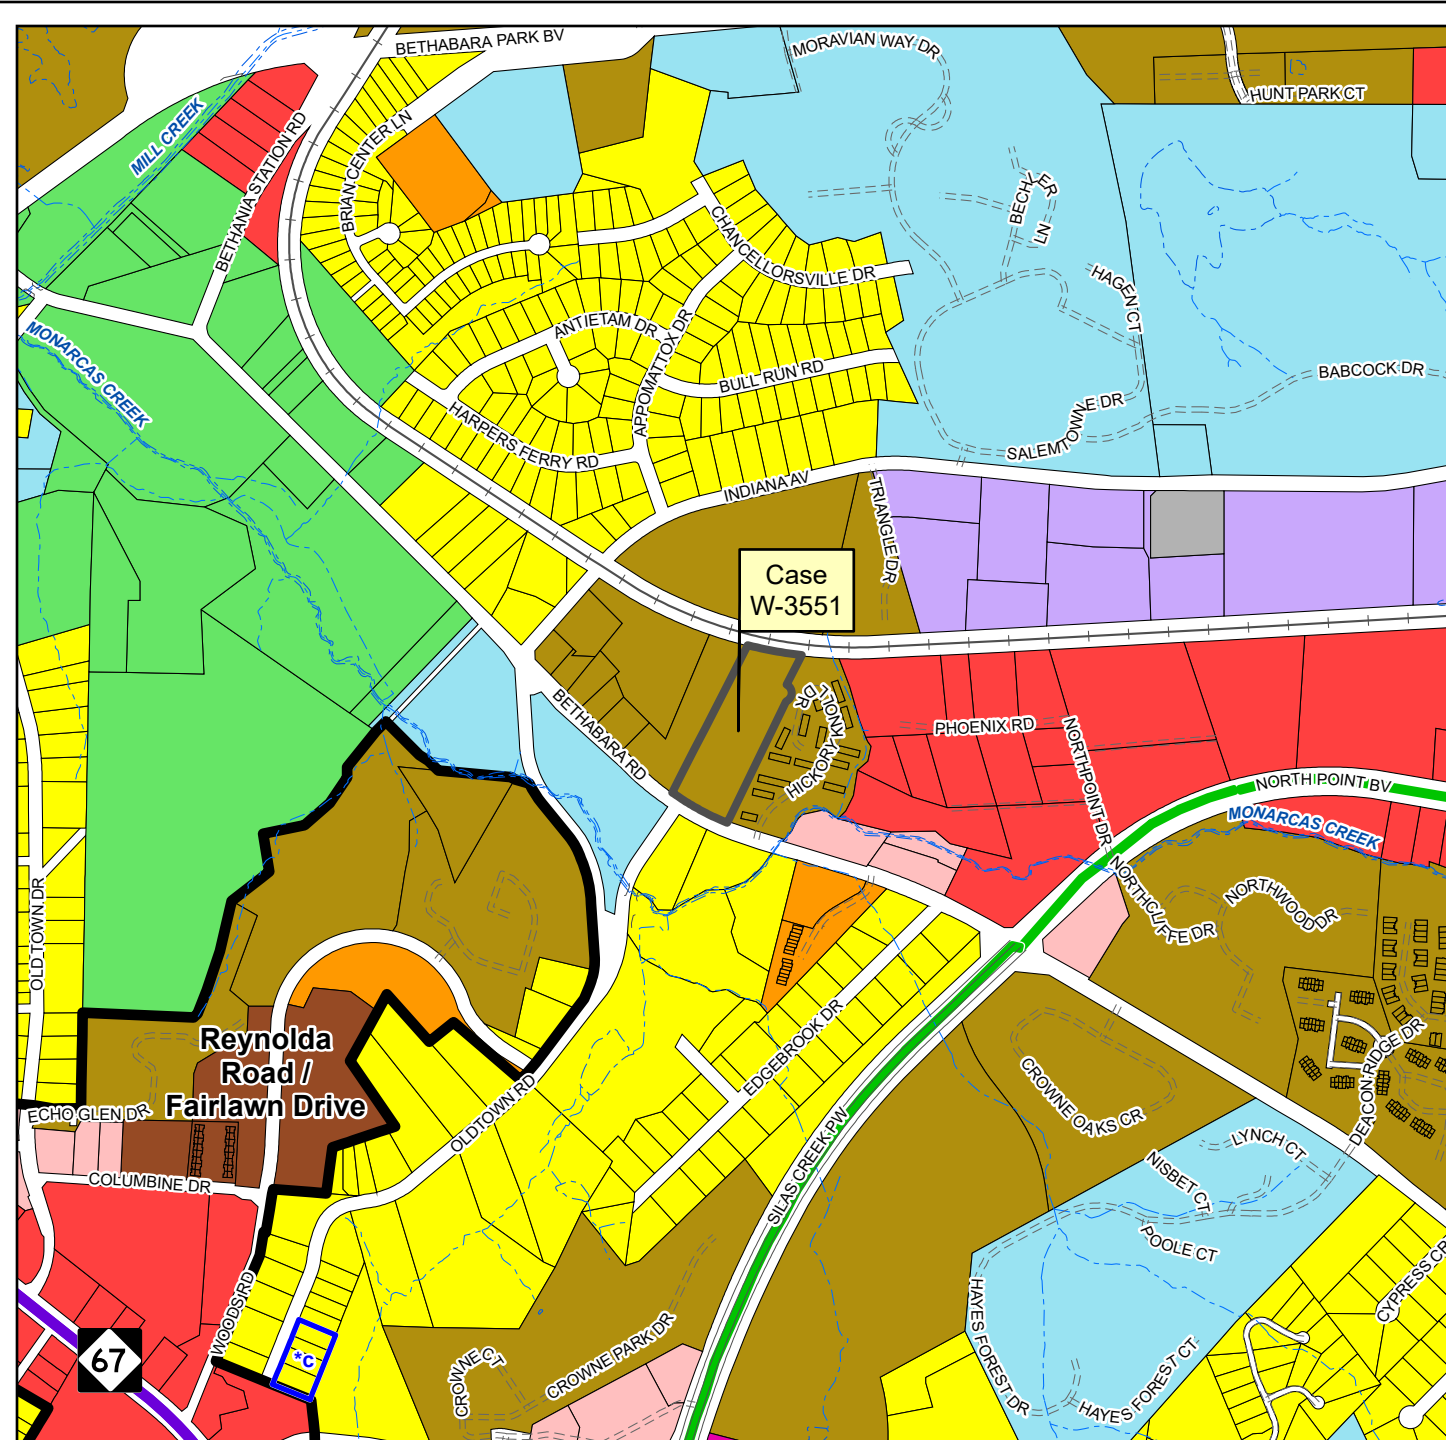 BETHABARA PARK BV
MORAVIAN WAY DR
HUNT PARK CT
MILL CREEK
BETHANIA STATION RD
BRIAN CENTER LN
CHANCELLORSVILLE DR
BECHLER
LN
HAGEN CT
MONARCAS CREEK
ANTIETAM DR
APPOMATTOX DR
BULL RUN RD
BABCOCK DR
HARPERS FERRY RD
SALEMTOWNE DR
INDIANA AV
TRIANGLE DR
Case
W-3551
BETHABARA RD
HICKORY KNOLL
DR
PHOENIX RD
NORTHPOINT DR
NORTH POINT BV
MONARCAS CREEK
OLD TOWN DR
NORTHCLIFFE DR
NORTHWOOD DR
Reynolda
Road /
Fairlawn Drive
EDGEBROOK DR
OLDTOWN RD
ECHO GLEN DR
COLUMBINE DR
SILAS CREEK PW
CROWNE OAKS CR
DEACON RIDGE DR
LYNCH CT
NISBET CT
POOLE CT
WOODS RD
67
*C
CROWNE CT
CROWNE PARK DR
HAYES FOREST DR
HAYES FOREST CT
CYPRESS CR